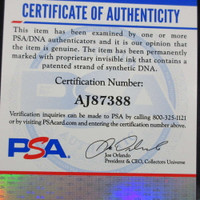 CERTIFICATE OF AUTHENTICITY
This item has been examined by one or more
PSA/DNA authenticators and it is our opinion that
the item is genuine. The item has been permanently
marked with proprietary invisible ink that contains
a patented strand of synthetic DNA.
Certification Number:
AJ87388
Verification inquiries can be made to PSA by calling 800-325-1121
or by visiting PSAcard.com and entering the certification number above.
PSA
Joe Orlando
President & CEO, Collectors Universe